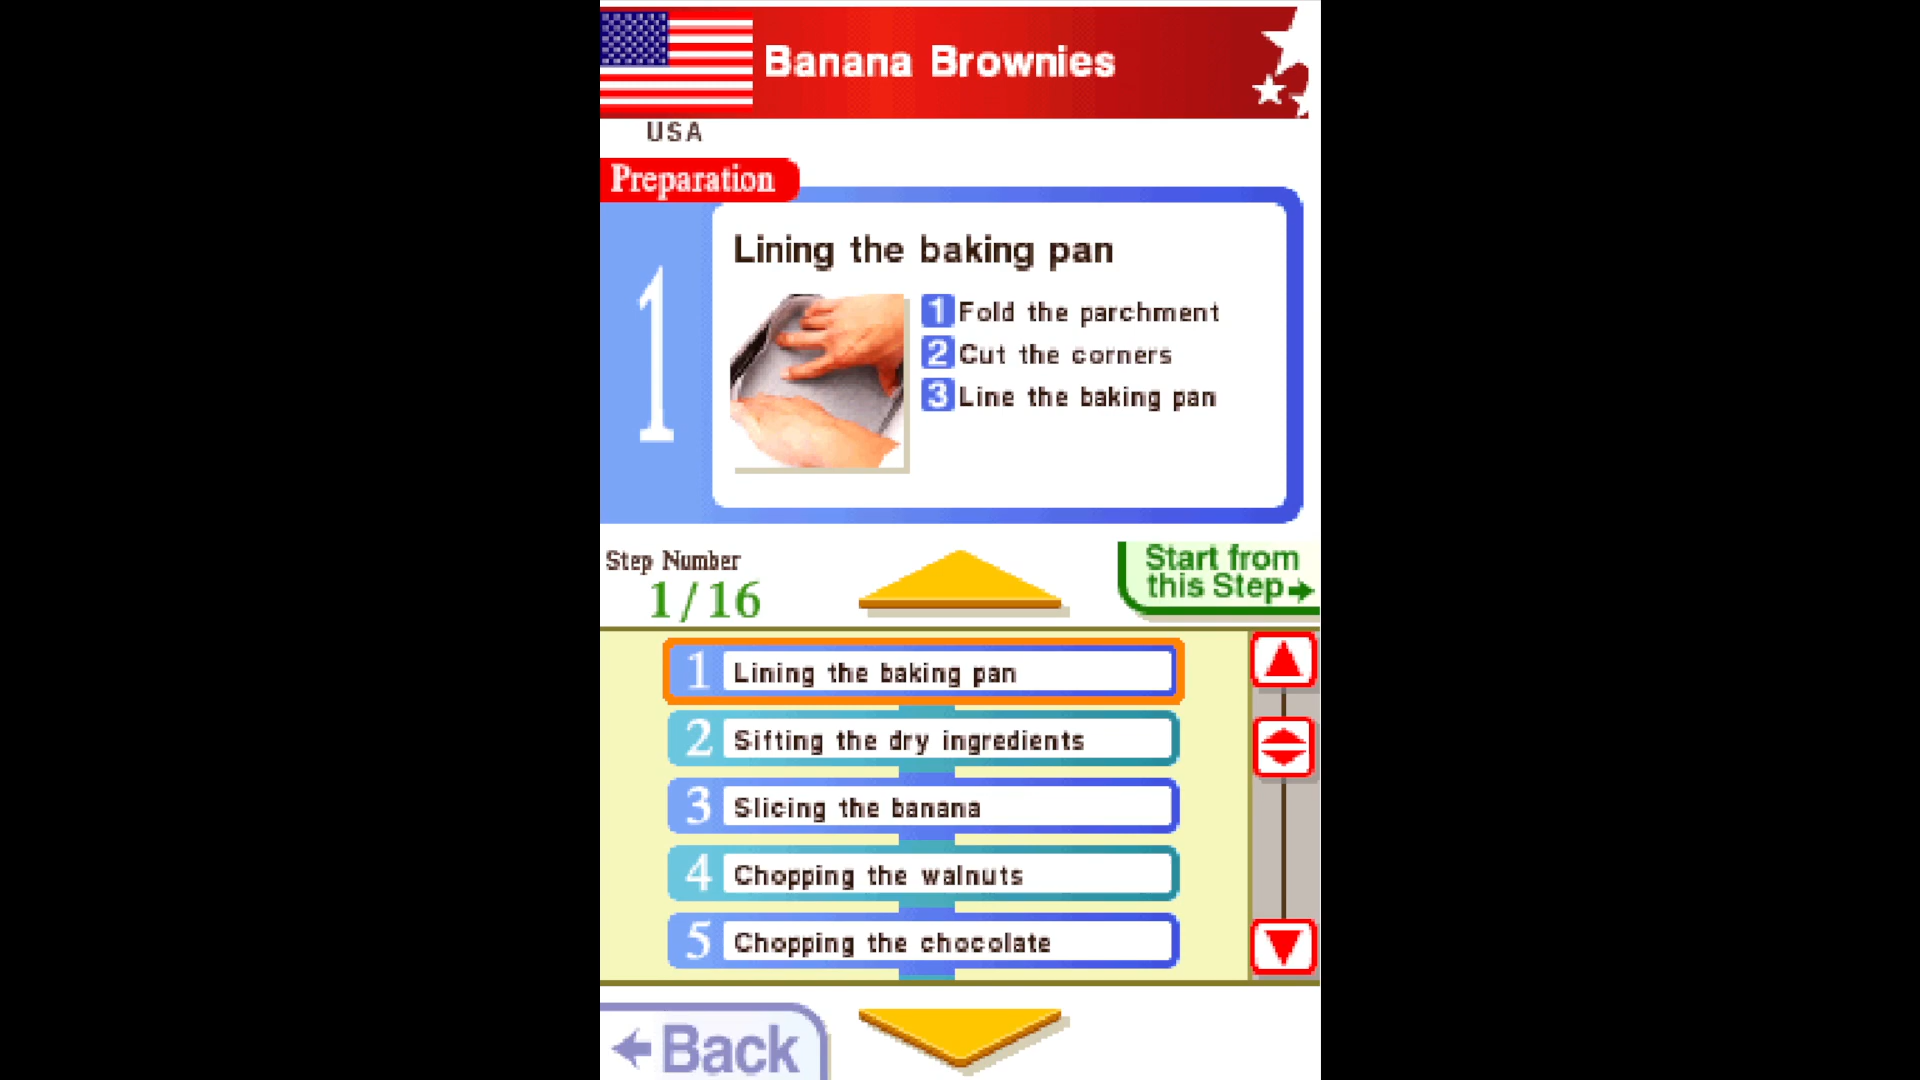 Banana Brownies
USA
Preparation
1
Lining the baking pan
1 Fold the parchment
2 Cut the corners
3 Line the baking pan
Step Number
1/16
Start from
this Step
1 Lining the baking pan
2 Sifting the dry ingredients
3 Slicing the banana
4 Chopping the walnuts
5 Chopping the chocolate
Back